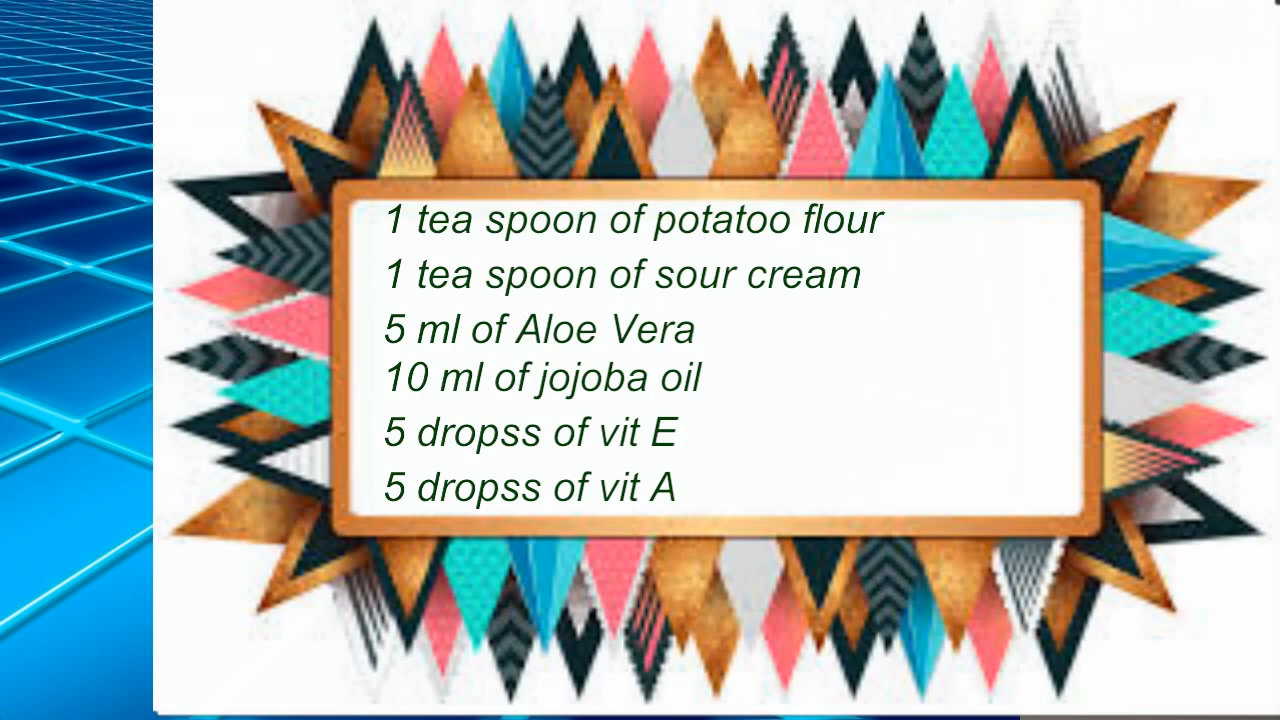 1 tea spoon of potatoo flour
1 tea spoon of sour cream
5 ml of Aloe Vera
10 ml of jojoba oil
5 dropss of vit E
5 dropss of vit A